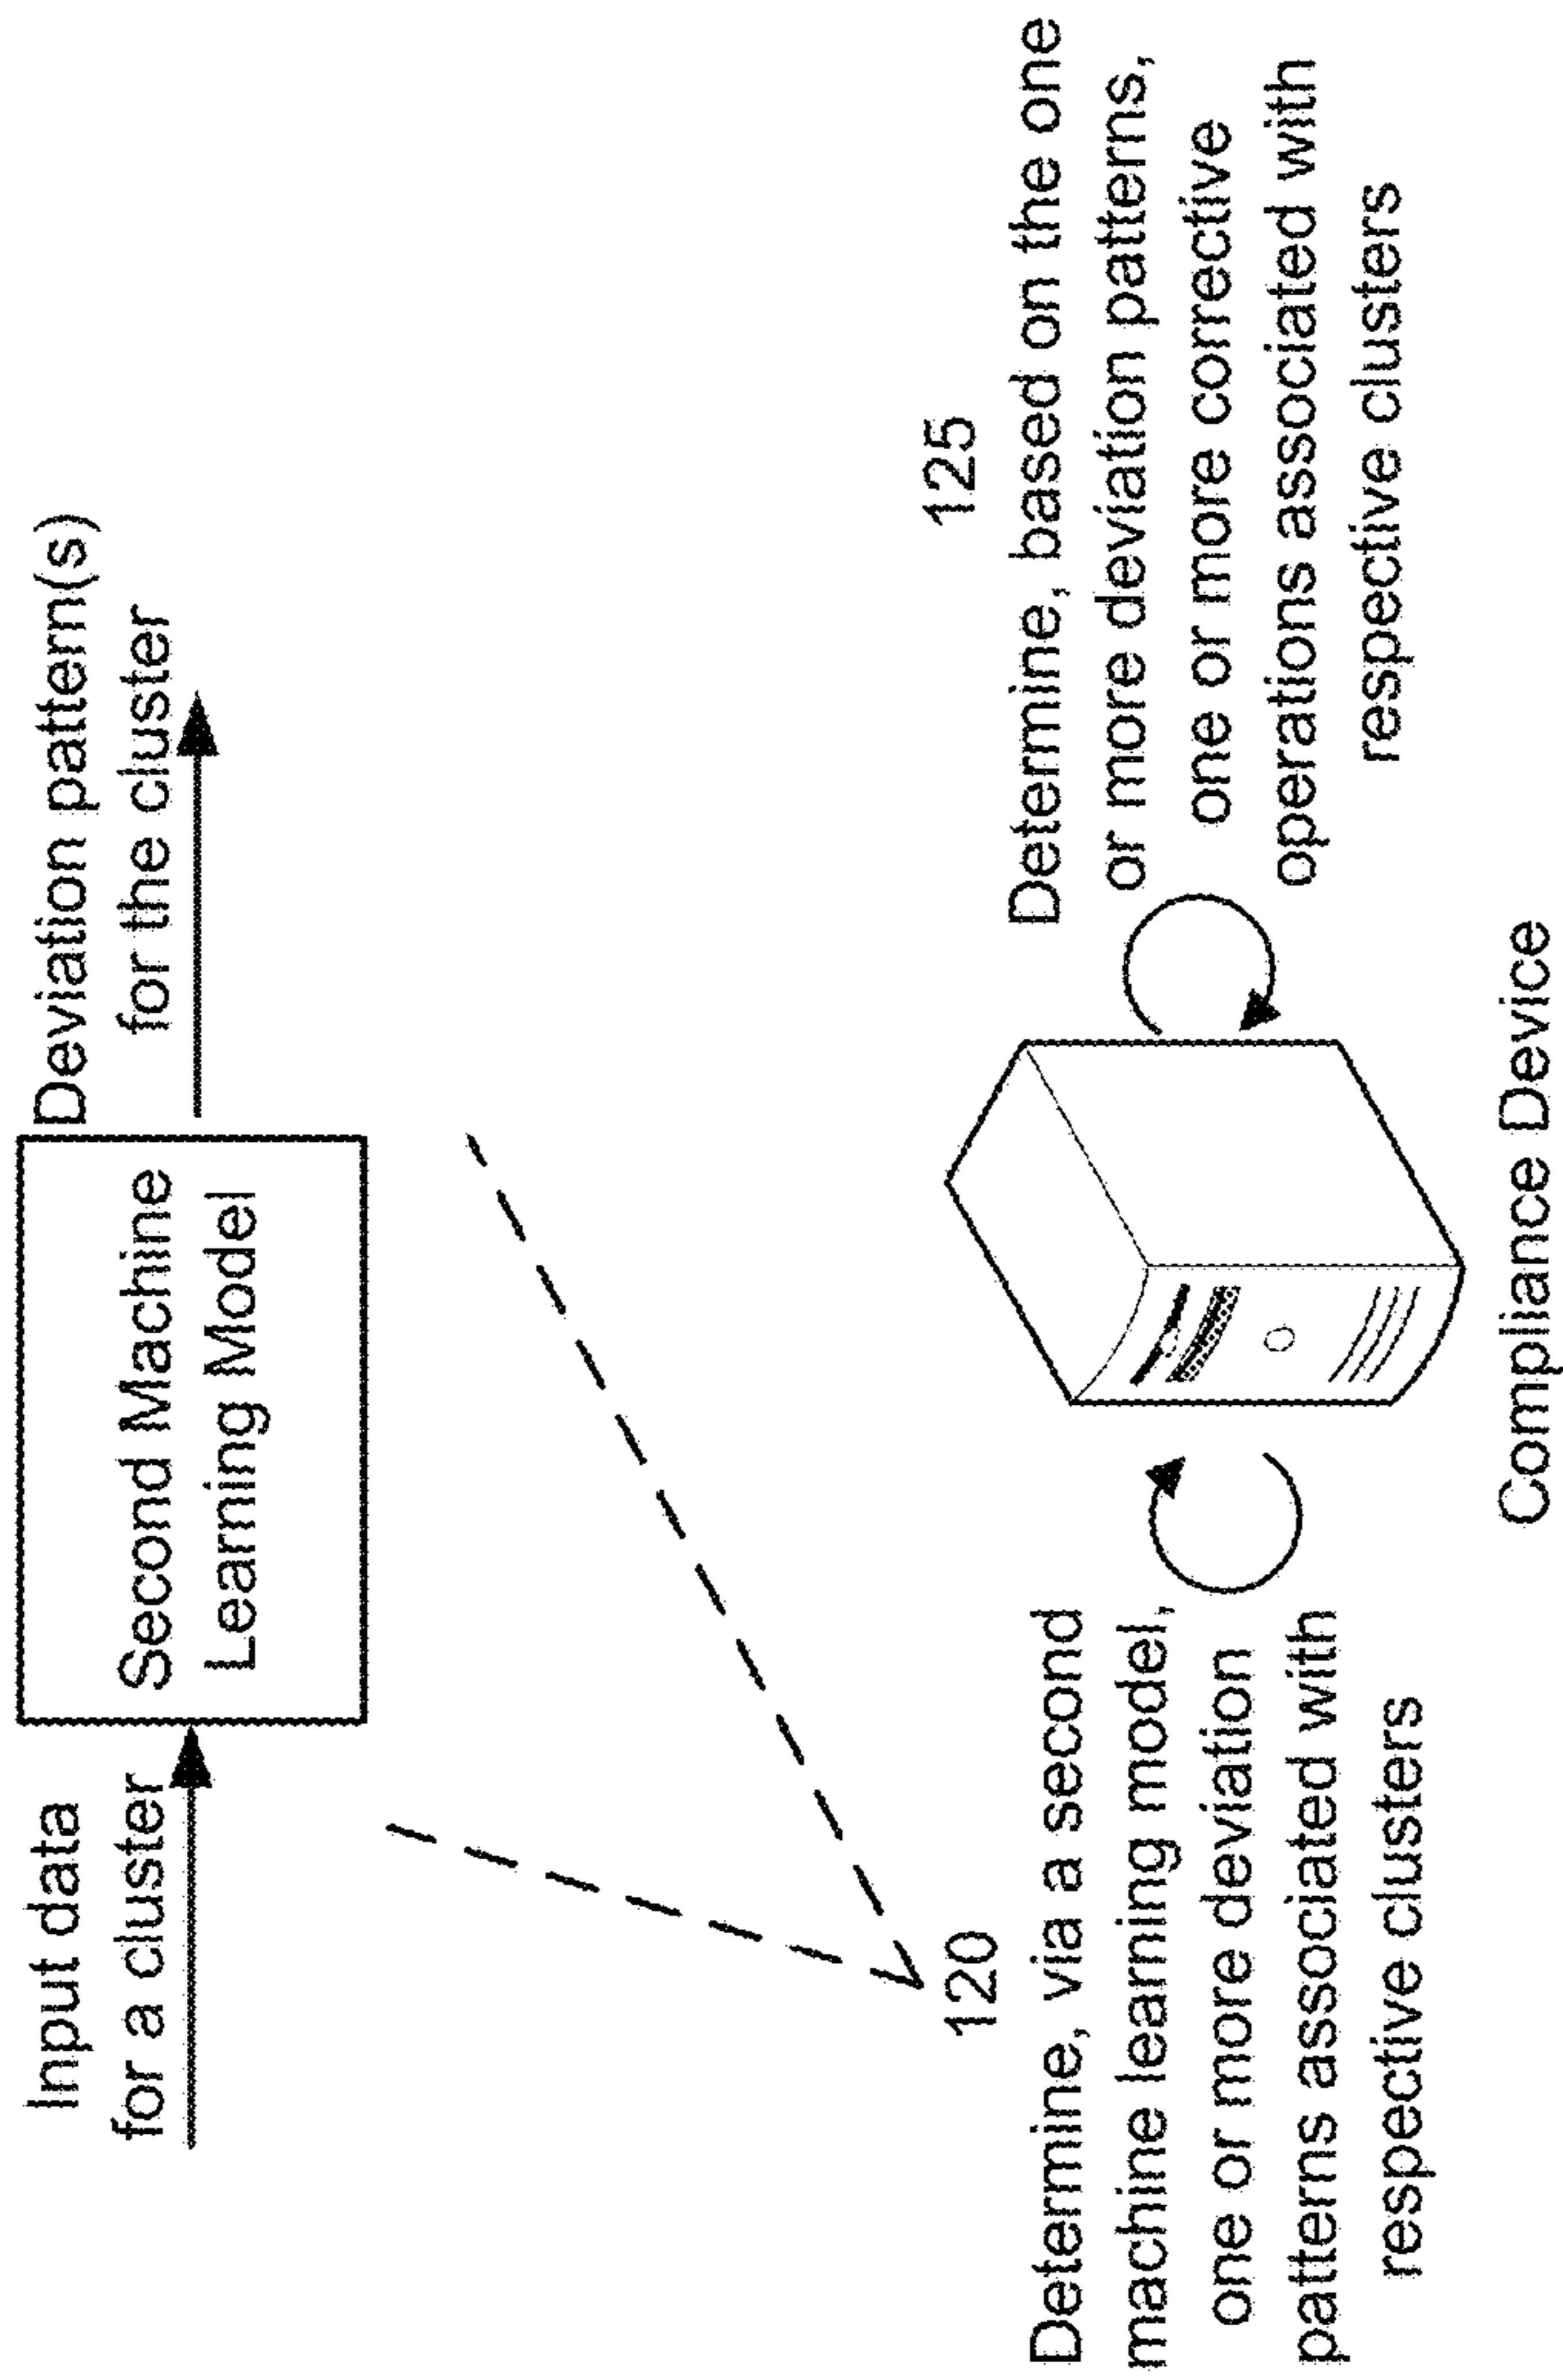 Input data
for a cluster
Second Machine
Learning Model
Deviation pattern(s)
for the cluster
120
Determine, via a second
machine learning model,
one or more deviation
patterns associated with
respective clusters
125
Determine, based on the one
or more deviation patterns,
one or more corrective
operations associated with
respective clusters
Compliance Device